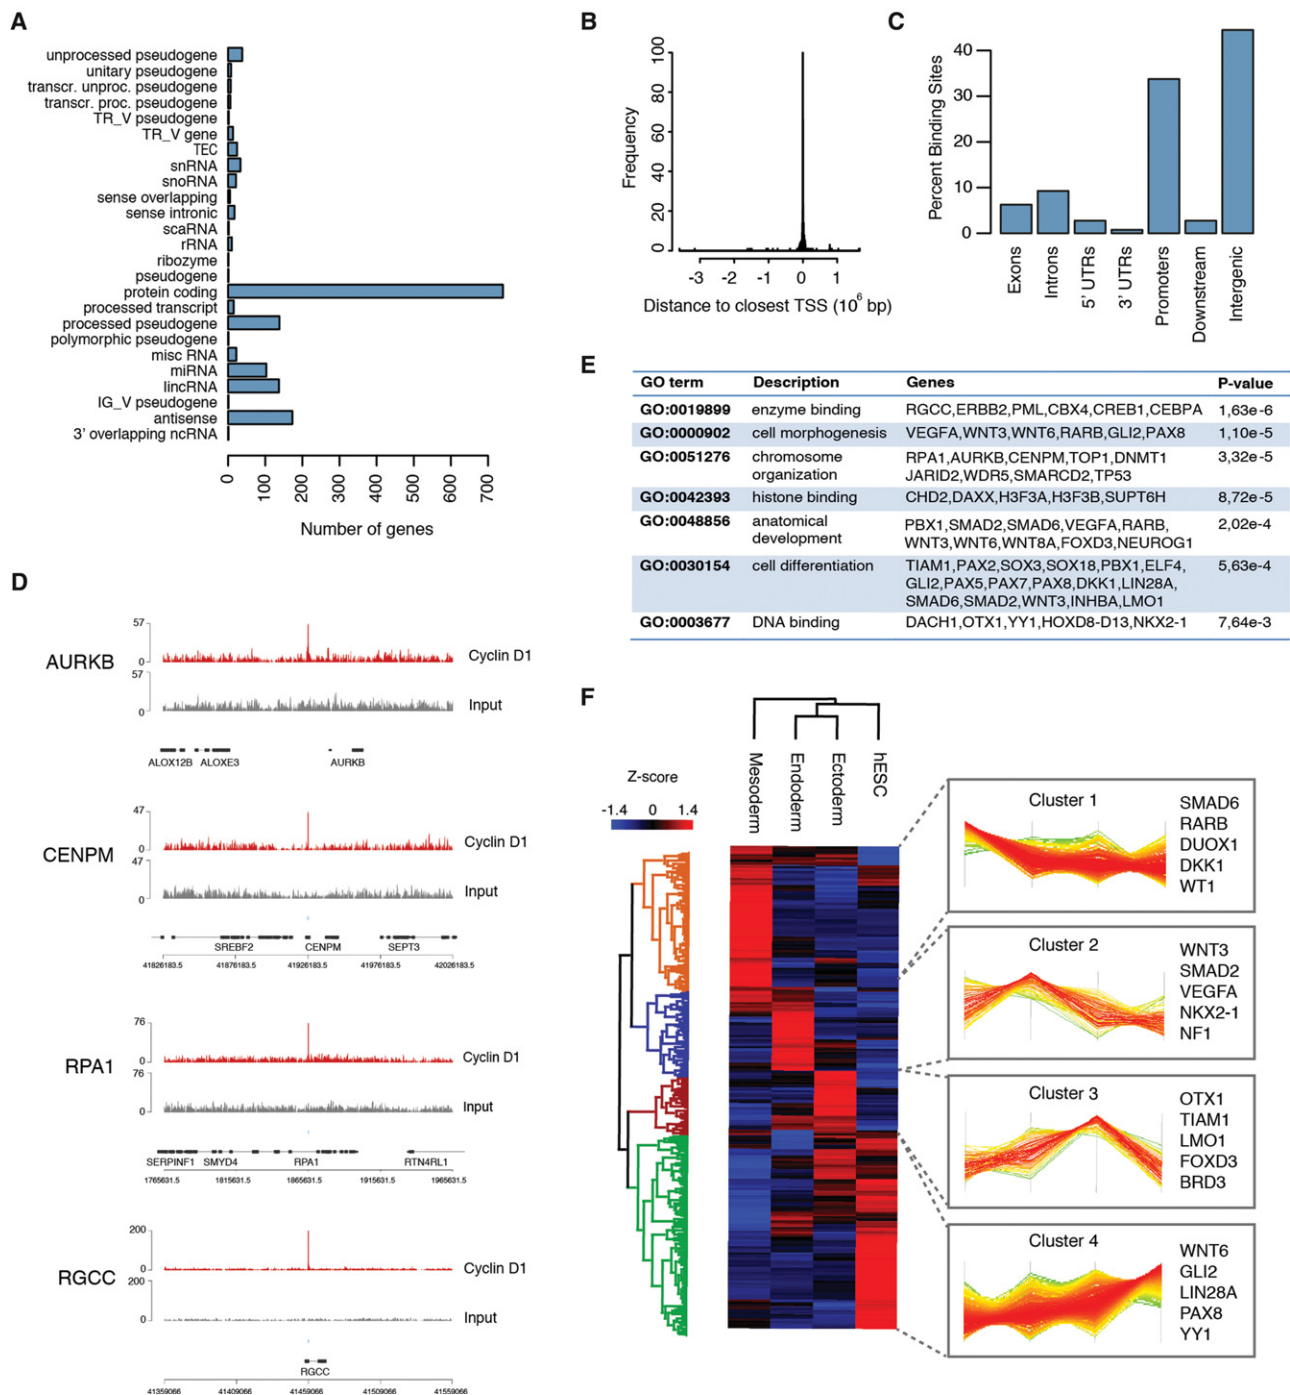 A
unprocessed pseudogene
unitary pseudogene
transcr. unproc. pseudogene
transcr. proc. pseudogene
TR_V pseudogene
TR_V gene
TEC
snRNA
snoRNA
sense overlapping
sense intronic
scaRNA
rRNA
ribozyme
pseudogene
protein coding
processed transcript
processed pseudogene
polymorphic pseudogene
misc RNA
miRNA
lincRNA
IG_V pseudogene
antisense
3' overlapping ncRNA
0 100 200 300 400 500 600 700
Number of genes
B
Frequency
0 20 40 60 80 100
-3 -2 -1 0 1
Distance to closest TSS (10⁶ bp)
C
Percent Binding Sites
40
30
20
10
0
Exons
Introns
5' UTRs
3' UTRs
Promoters
Downstream
Intergenic
E
GO term Description Genes P-value
GO:0019899 enzyme binding RGCC,ERBB2,PML,CBX4,CREB1,CEBPA 1,63e-6
GO:0000902 cell morphogenesis VEGFA,WNT3,WNT6,RARB,GLI2,PAX8 1,10e-5
GO:0051276 chromosome RPA1,AURKB,CENPM,TOP1,DNMT1 3,32e-5
organization JARID2,WDR5,SMARCD2,TP53
GO:0042393 histone binding CHD2,DAXX,H3F3A,H3F3B,SUPT6H 8,72e-5
GO:0048856 anatomical PBX1,SMAD2,SMAD6,VEGFA,RARB, 2,02e-4
development WNT3,WNT6,WNT8A,FOXD3,NEUROG1
GO:0030154 cell differentiation TIAM1,PAX2,SOX3,SOX18,PBX1,ELF4, 5,63e-4
GLI2,PAX5,PAX7,PAX8,DKK1,LIN28A,
SMAD6,SMAD2,WNT3,INHBA,LMO1
GO:0003677 DNA binding DACH1,OTX1,YY1,HOXD8-D13,NKX2-1 7,64e-3
D
AURKB
57
0
Cyclin D1
57
0
Input
ALOX12B ALOXE3 AURKB
CENPM
47
0
Cyclin D1
47
0
Input
SREBF2 CENPM SEPT3
41826183.5 41876183.5 41926183.5 41976183.5 42026183.5
RPA1
76
0
Cyclin D1
76
0
Input
SERPINF1 SMYD4 RPA1 RTN4RL1
1765631.5 1815631.5 1865631.5 1915631.5 1965631.5
RGCC
200
0
Cyclin D1
200
0
Input
RGCC
41359066 41409066 41459066 41509066 41559066
F
Z-score
-1.4 0 1.4
Mesoderm
Endoderm
Ectoderm
hESC
Cluster 1
SMAD6
RARB
DUOX1
DKK1
WT1
Cluster 2
WNT3
SMAD2
VEGFA
NKX2-1
NF1
Cluster 3
OTX1
TIAM1
LMO1
FOXD3
BRD3
Cluster 4
WNT6
GLI2
LIN28A
PAX8
YY1